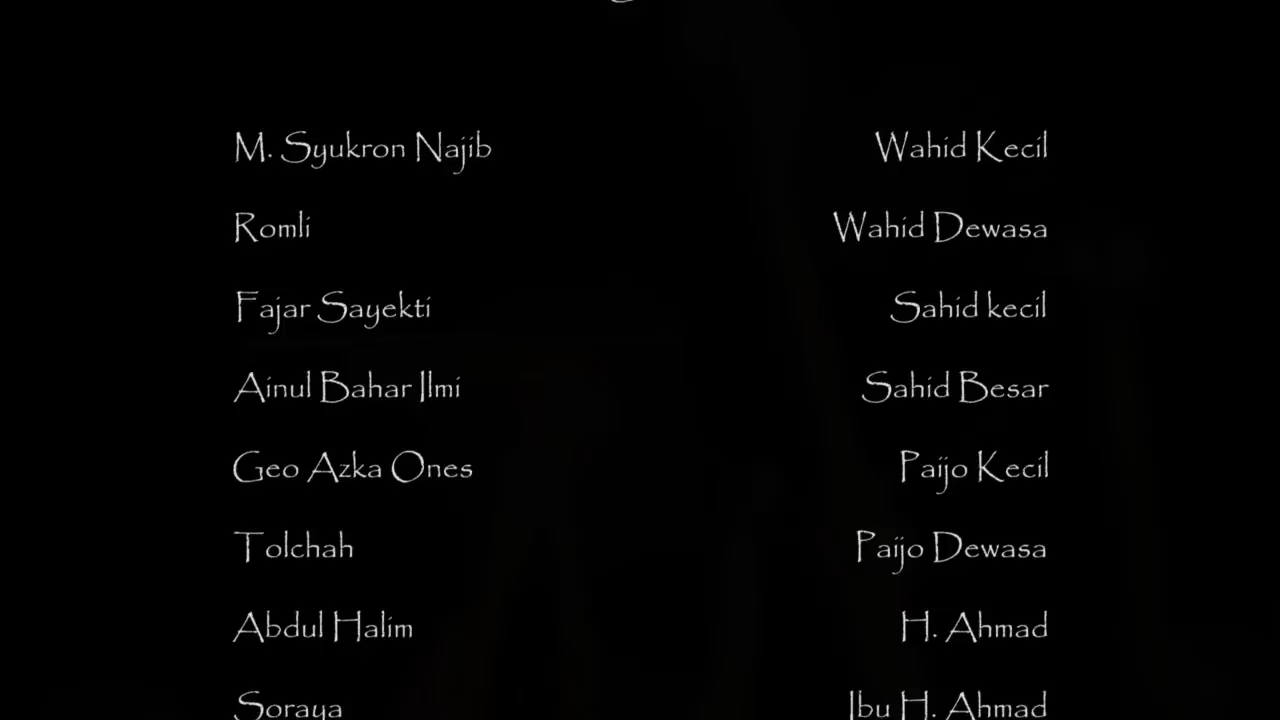 M. Syukron Najib Wahid Kecil
Romli Wahid Dewasa
Fajar Sayekti Sahid kecil
Ainul Bahar Ilmi Sahid Besar
Geo Azka Ones Paijo Kecil
Tolchah Paijo Dewasa
Abdul Halim H. Ahmad
Soraya Ibu H. Ahmad